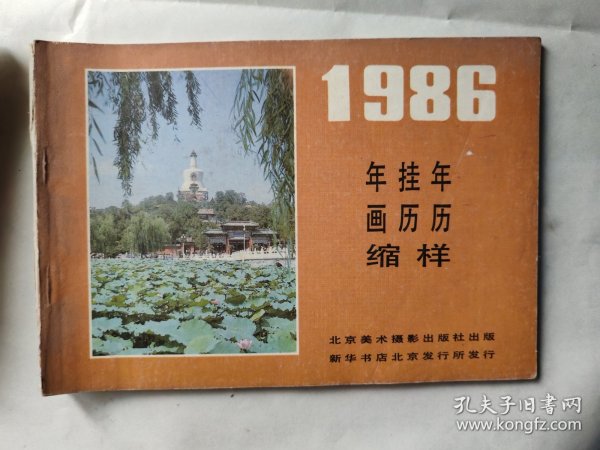 1986
年挂年
画历历
缩样
北京美术摄影出版社出版
新华书店北京发行所发行
孔夫子旧书网
www.kongfz.com